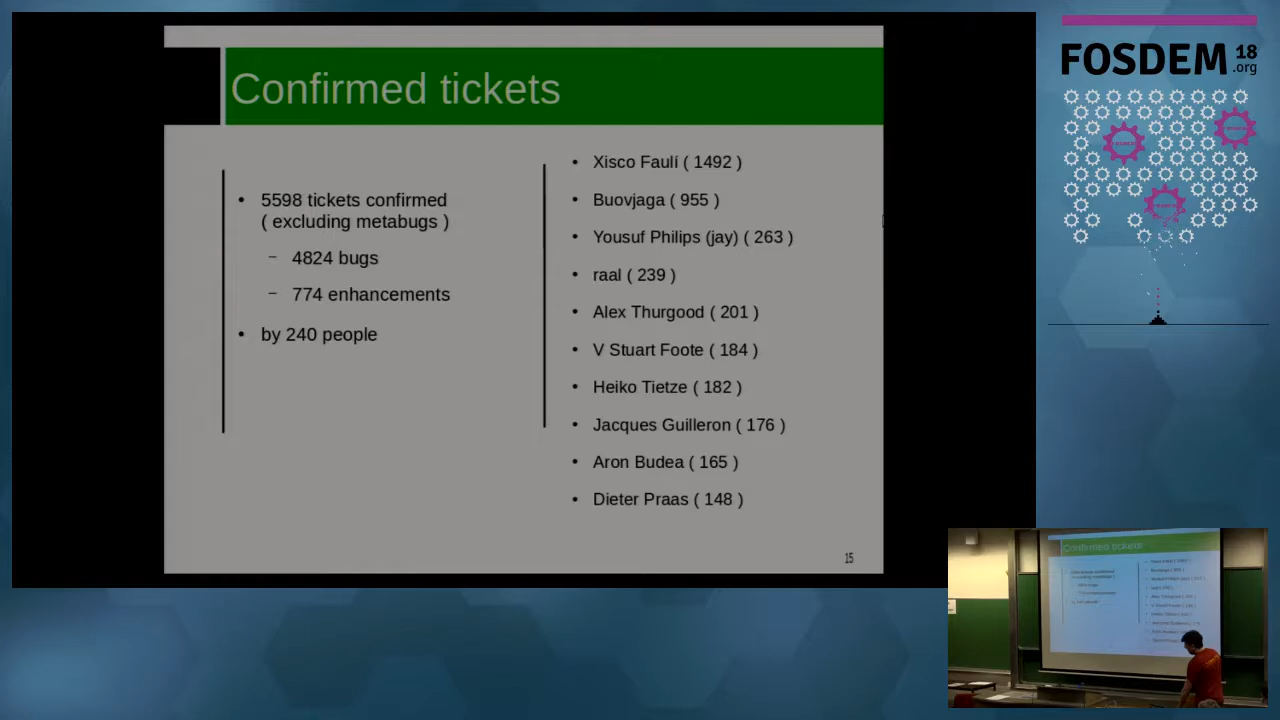 Confirmed tickets
• 5598 tickets confirmed
( excluding metabugs )
– 4824 bugs
– 774 enhancements
• by 240 people
• Xisco Faulí ( 1492 )
• Buovjaga ( 955 )
• Yousuf Philips (jay) ( 263 )
• raal ( 239 )
• Alex Thurgood ( 201 )
• V Stuart Foote ( 184 )
• Heiko Tietze ( 182 )
• Jacques Guilleron ( 176 )
• Aron Budea ( 165 )
• Dieter Praas ( 148 )
15
FOSDEM 18
.org
Confirmed tickets